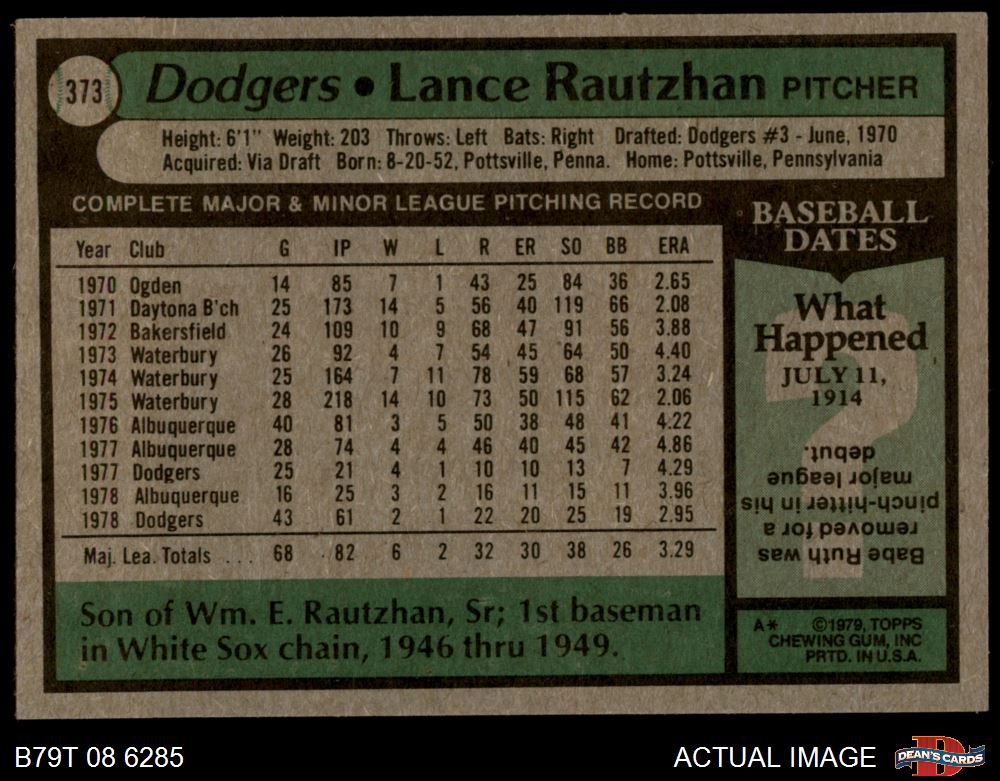 373 Dodgers • Lance Rautzhan PITCHER
Height: 6'1" Weight: 203 Throws: Left Bats: Right Drafted: Dodgers #3 - June, 1970
Acquired: Via Draft Born: 8-20-52, Pottsville, Penna. Home: Pottsville, Pennsylvania
COMPLETE MAJOR & MINOR LEAGUE PITCHING RECORD
Year Club G IP W L R ER SO BB ERA
1970 Ogden 14 85 7 1 43 25 84 36 2.65
1971 Daytona B'ch 25 173 14 5 56 40 119 66 2.08
1972 Bakersfield 24 109 10 9 68 47 91 56 3.88
1973 Waterbury 26 92 4 7 54 45 64 50 4.40
1974 Waterbury 25 164 7 11 78 59 68 57 3.24
1975 Waterbury 28 218 14 10 73 50 115 62 2.06
1976 Albuquerque 40 81 3 5 50 38 48 41 4.22
1977 Albuquerque 28 74 4 4 46 40 45 42 4.86
1977 Dodgers 25 21 4 1 10 10 13 7 4.29
1978 Albuquerque 16 25 3 2 16 11 15 11 3.96
1978 Dodgers 43 61 2 1 22 20 25 19 2.95
Maj. Lea. Totals . . . 68 82 6 2 32 30 38 26 3.29
Son of Wm. E. Rautzhan, Sr; 1st baseman
in White Sox chain, 1946 thru 1949.
BASEBALL
DATES
What
Happened
JULY 11,
1914
Babe Ruth was
removed for a
pinch-hitter in his
major league
debut.
A* ©1979, TOPPS
CHEWING GUM, INC
PRTD. IN U.S.A.
B79T 08 6285
ACTUAL IMAGE
D
DEAN'S CARDS